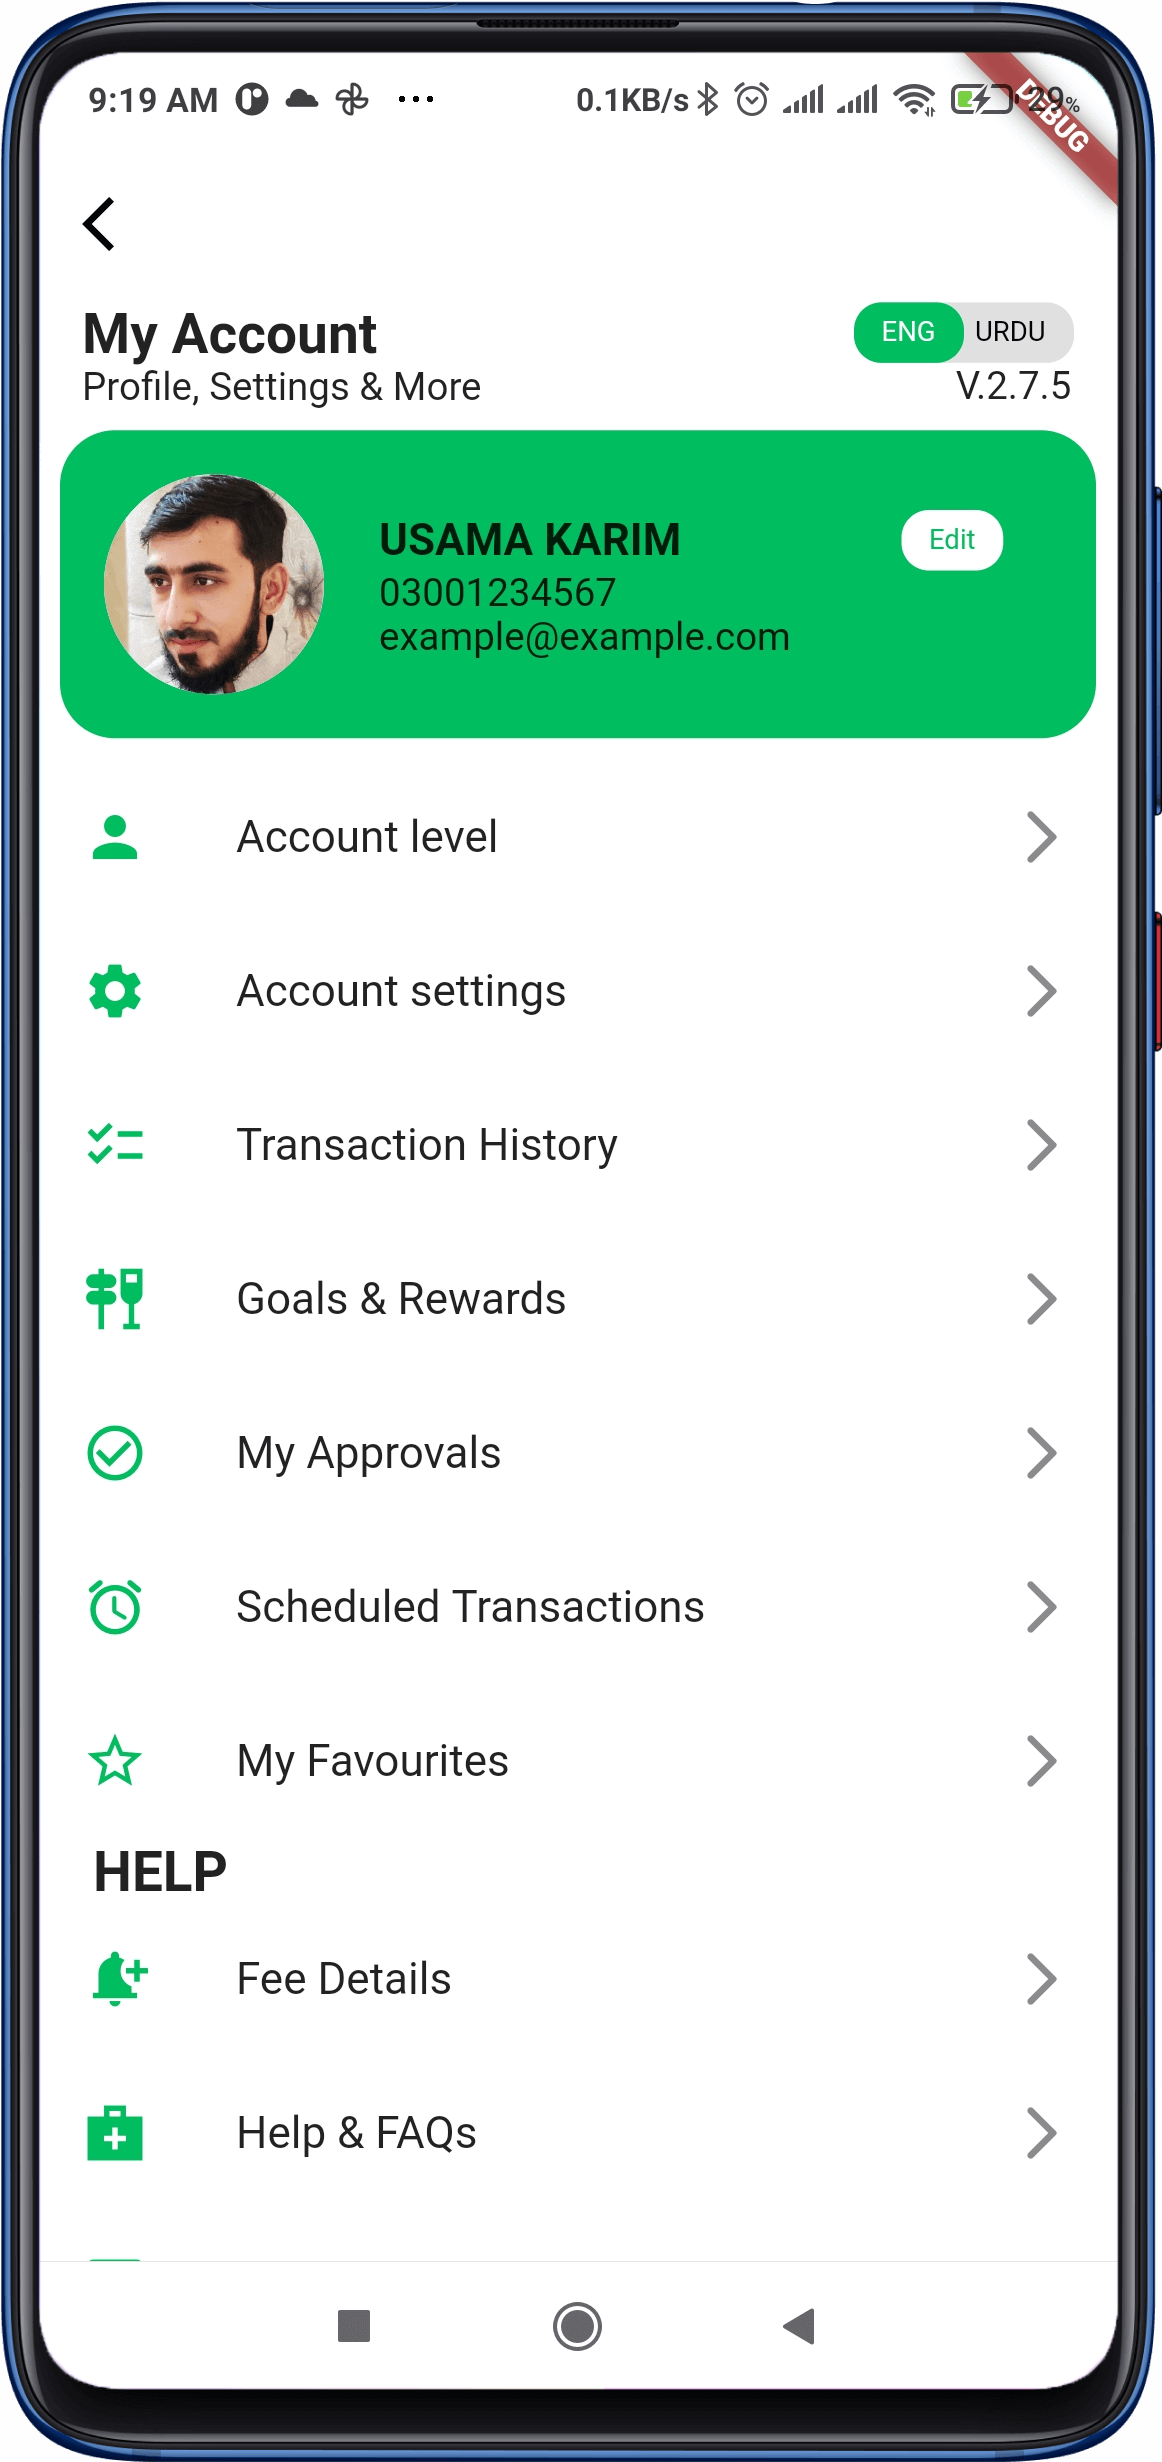 9:19 AM ... 0.1KB/s 29%
DEBUG
My Account
ENG URDU
Profile, Settings & More
V.2.7.5
USAMA KARIM
Edit
03001234567
example@example.com
Account level
Account settings
Transaction History
Goals & Rewards
My Approvals
Scheduled Transactions
My Favourites
HELP
Fee Details
Help & FAQs